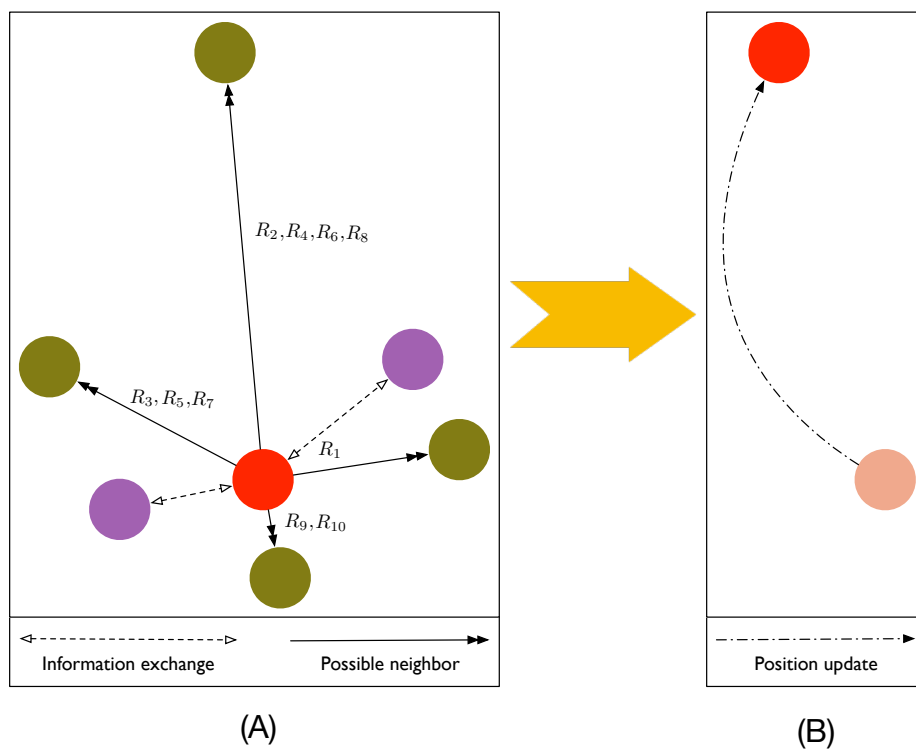 R2,R4,R6,R8
R3,R5,R7
R1
R9,R10
Information exchange
Possible neighbor
Position update
(A)
(B)